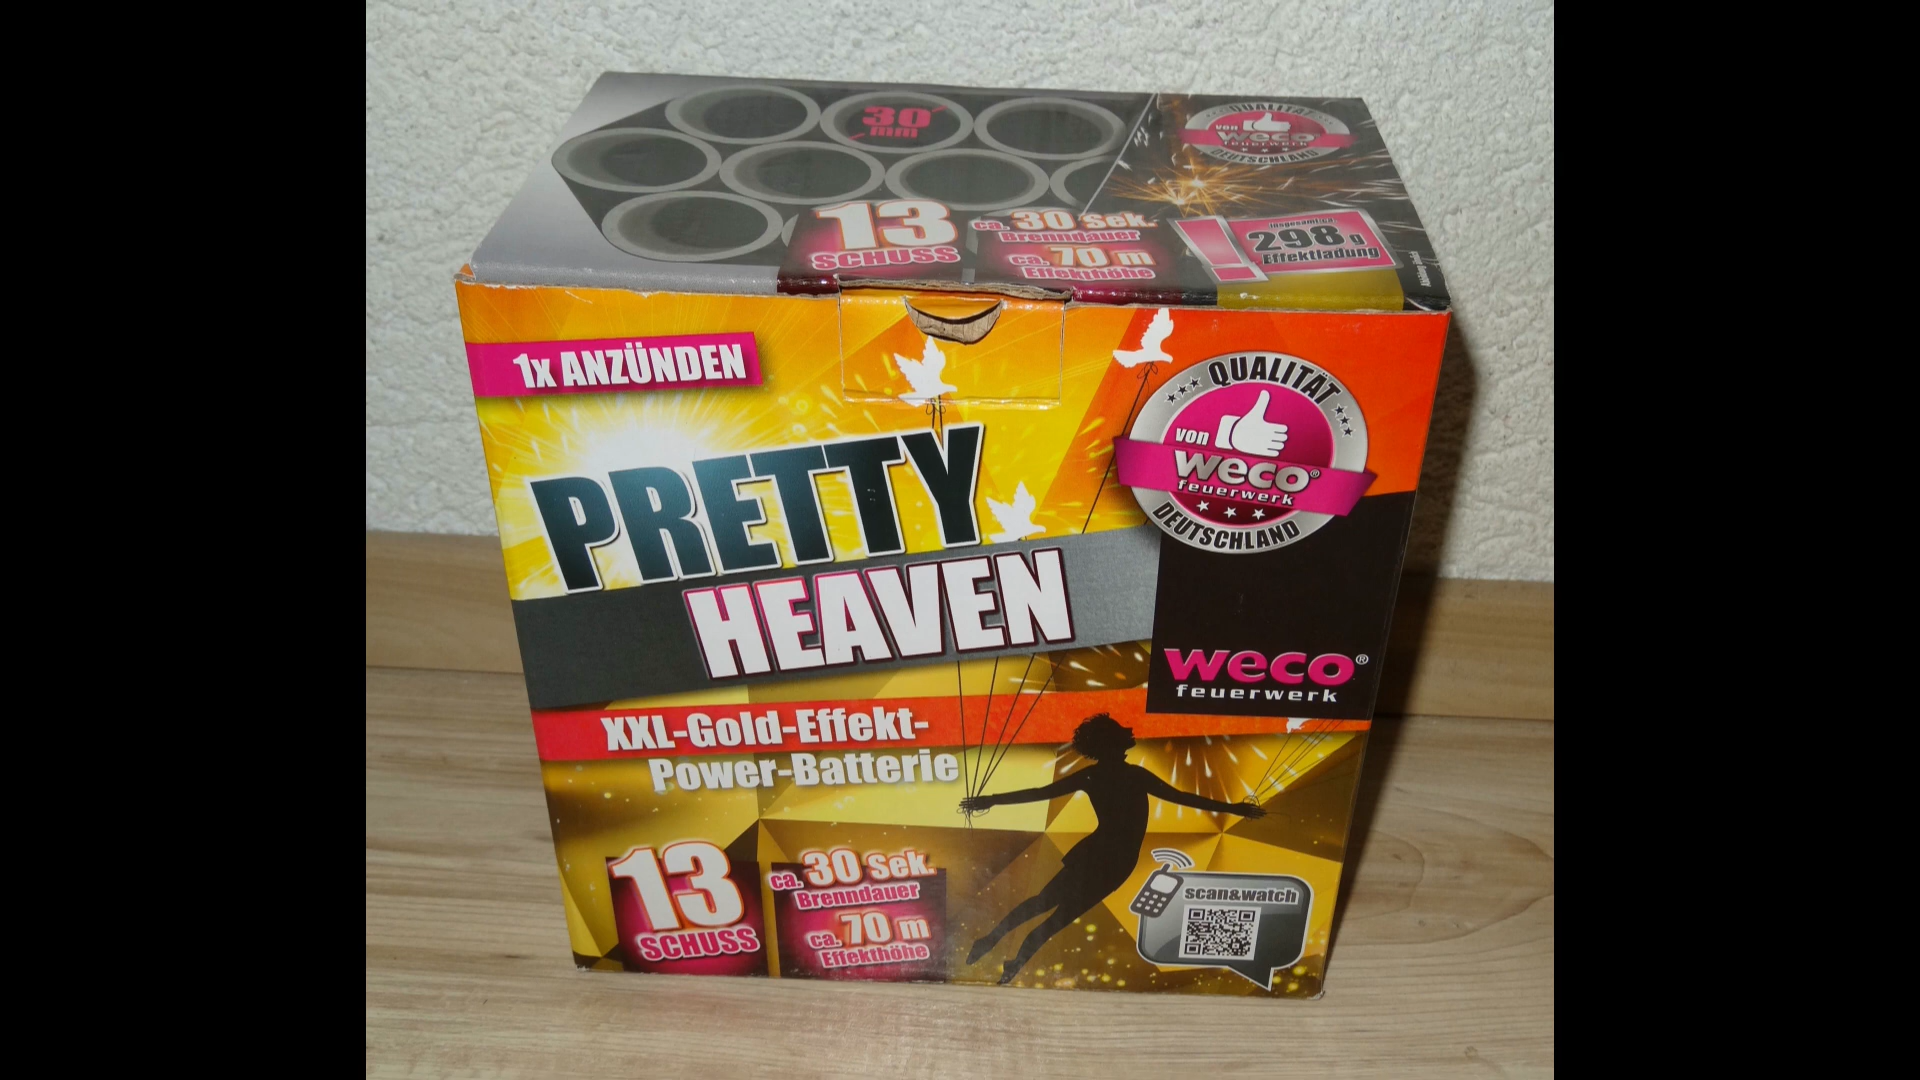 30
mm
QUALITÄT
von
weco
feuerwerk
DEUTSCHLAND
13
SCHUSS
ca. 30 Sek.
Brenndauer
ca. 70 m
Effekthöhe
insgesamt ca.
298 g
Effektladung
1x ANZÜNDEN
PRETTY
HEAVEN
QUALITÄT
von
weco®
feuerwerk
DEUTSCHLAND
weco®
feuerwerk
XXL-Gold-Effekt-
Power-Batterie
13
SCHUSS
ca. 30 Sek.
Brenndauer
ca. 70 m
Effekthöhe
scan&watch